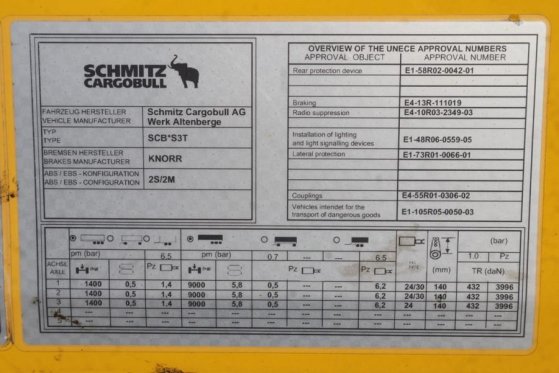 SCHMITZ
CARGOBULL
FAHRZEUG HERSTELLER
VEHICLE MANUFACTURER
Schmitz Cargobull AG
Werk Altenberge
TYP
TYPE
SCB*S3T
BREMSEN HERSTELLER
BRAKES MANUFACTURER
KNORR
ABS / EBS - KONFIGURATION
ABS / EBS - CONFIGURATION
2S/2M
OVERVIEW OF THE UNECE APPROVAL NUMBERS
APPROVAL OBJECT APPROVAL NUMBER
Rear protection device E1-58R02-0042-01
Braking E4-13R-111019
Radio suppression E4-10R03-2349-03
Installation of lighting
and light signalling devices E1-48R06-0559-05
Lateral protection E1-73R01-0066-01
Couplings E4-55R01-0306-02
Vehicles intendet for the
transport of dangerous goods E1-105R05-0050-03
(bar)
pm (bar) 6.5 pm (bar) 0.7 --- --- 6.5 1.0 Pz
ACHSE
AXLE
Pz Pz Pz (mm) TR (daN)
1 1400 0,5 1,4 9000 5,8 0,5 --- --- 6,2 24/30 140 432 3996
2 1400 0,5 1,4 9000 5,8 0,5 --- --- 6,2 24/30 140 432 3996
3 1400 0,5 1,4 9000 5,8 0,5 --- --- 6,2 24 140 432 3996
--- --- --- --- --- --- --- --- --- --- --- --- ---
5 --- --- --- --- --- --- --- --- --- --- --- --- ---